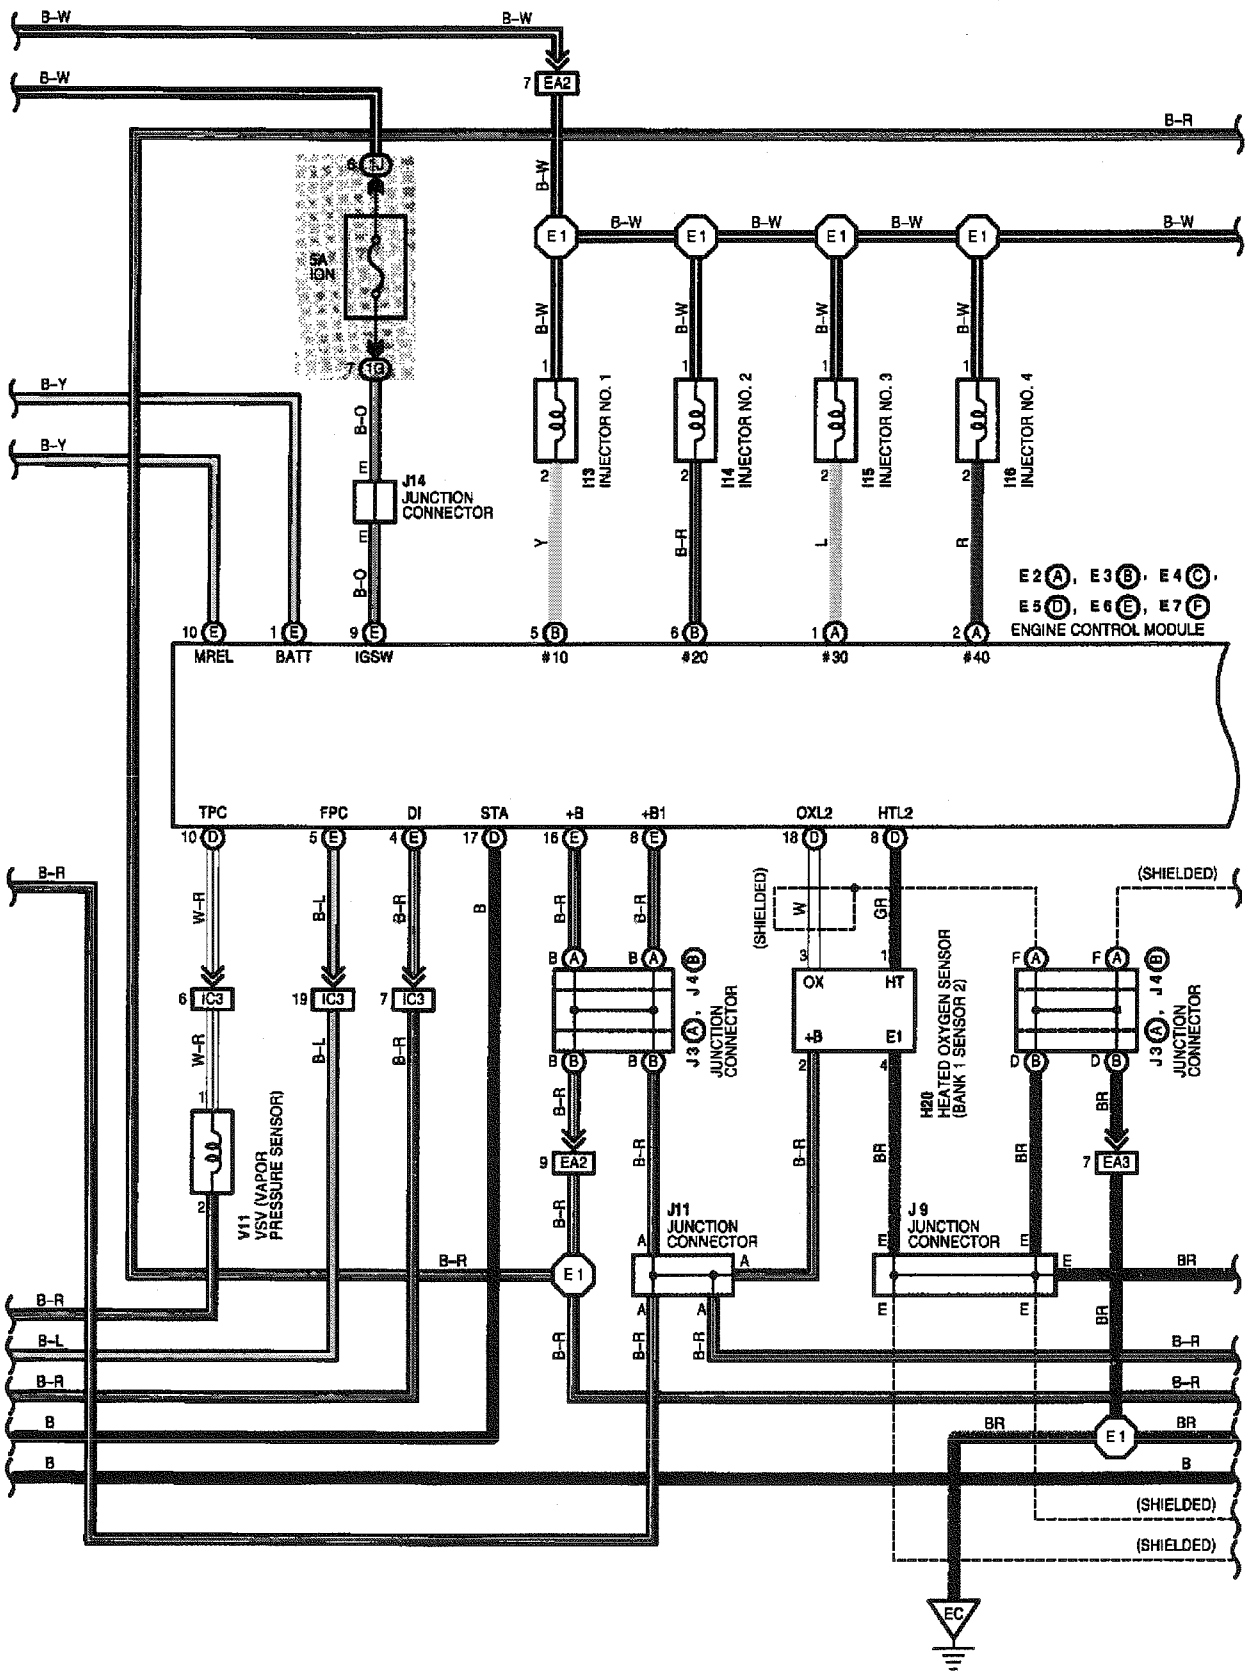 B–W B–W
B–W
7 EA2
B–R
6 1J
B–W
E1 B–W E1 B–W E1 B–W E1 B–W
5A
IGN
B–W B–W B–W B–W
7 1G
1 1 1 1
B–Y
B–O
I13
INJECTOR NO. 1
I14
INJECTOR NO. 2
I15
INJECTOR NO. 3
I16
INJECTOR NO. 4
B–Y
E
J14
JUNCTION
CONNECTOR
2 2 2 2
E
Y B–R L R
B–O
E2 A, E3 B, E4 C,
E5 D, E6 E, E7 F
ENGINE CONTROL MODULE
10 E 1 E 9 E 5 B 6 B 1 A 2 A
MREL BATT IGSW #10 #20 #30 #40
TPC FPC DI STA +B +B1 OXL2 HTL2
10 D 5 E 4 E 17 D 16 E 8 E 18 D 8 D
B–R
W–R B–L B–R B B–R B–R
(SHIELDED)
W GR
(SHIELDED)
B A B A
3 1
F A F A
6 IC3 19 IC3 7 IC3
J3 A, J4 B
JUNCTION
CONNECTOR
OX HT
+B E1
H20
HEATED OXYGEN SENSOR
(BANK 1 SENSOR 2)
J3 A, J4 B
JUNCTION
CONNECTOR
W–R B–L B–R
B B B B
2 4
D B D B
1
B–R BR
V11
VSV (VAPOR
PRESSURE SENSOR)
9 EA2
B–R B–R BR BR
7 EA3
2
B–R
J11
JUNCTION
CONNECTOR
J9
JUNCTION
CONNECTOR
A E E
B–R E1 A E BR
A A E E
B–R
B–R B–R B–R BR
B–L B–R
B–R B–R
B BR E1 BR
B B
(SHIELDED)
(SHIELDED)
EC